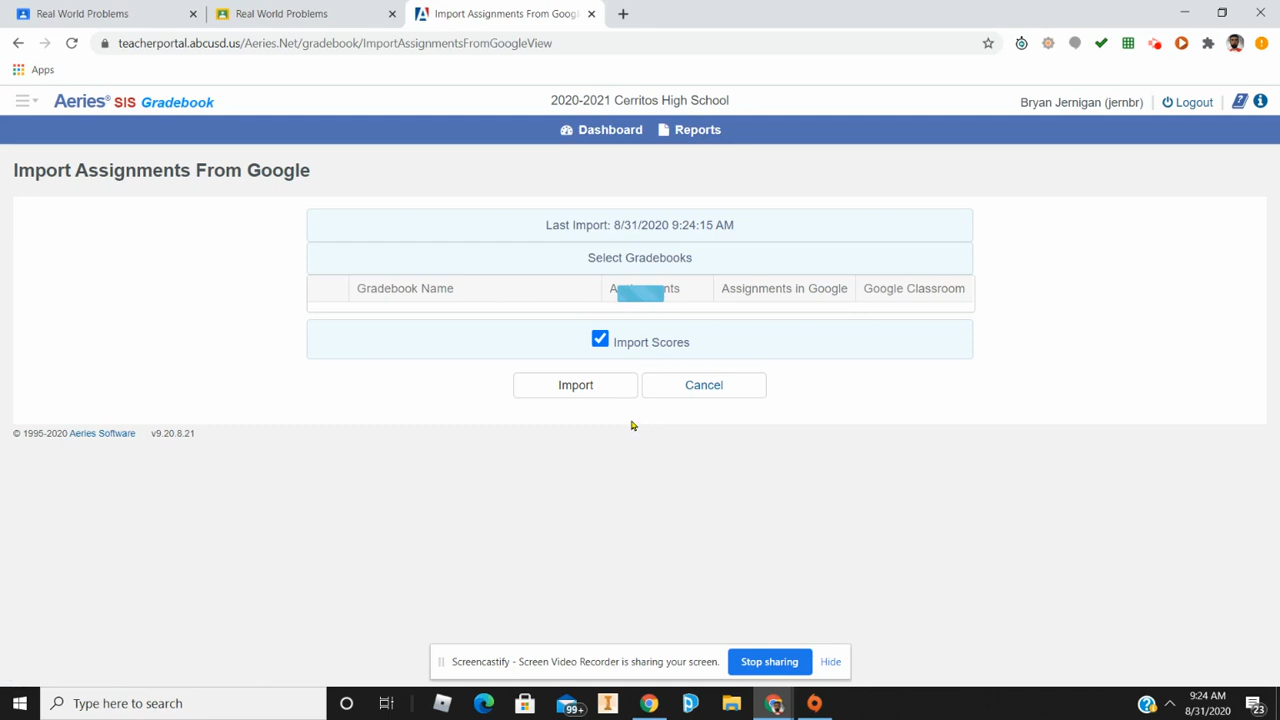 Real World Problems
Real World Problems
Import Assignments From Goog
teacherportal.abcusd.us/Aeries.Net/gradebook/ImportAssignmentsFromGoogleView
Apps
Aeries® SIS Gradebook
2020-2021 Cerritos High School
Bryan Jernigan (jernbr)
Logout
Dashboard
Reports
Import Assignments From Google
Last Import: 8/31/2020 9:24:15 AM
Select Gradebooks
Gradebook Name
Assignments in Google
Google Classroom
Import Scores
Import
Cancel
© 1995-2020 Aeries Software v9.20.8.21
Screencastify - Screen Video Recorder is sharing your screen.
Stop sharing
Hide
Type here to search
99+
9:24 AM
8/31/2020
23